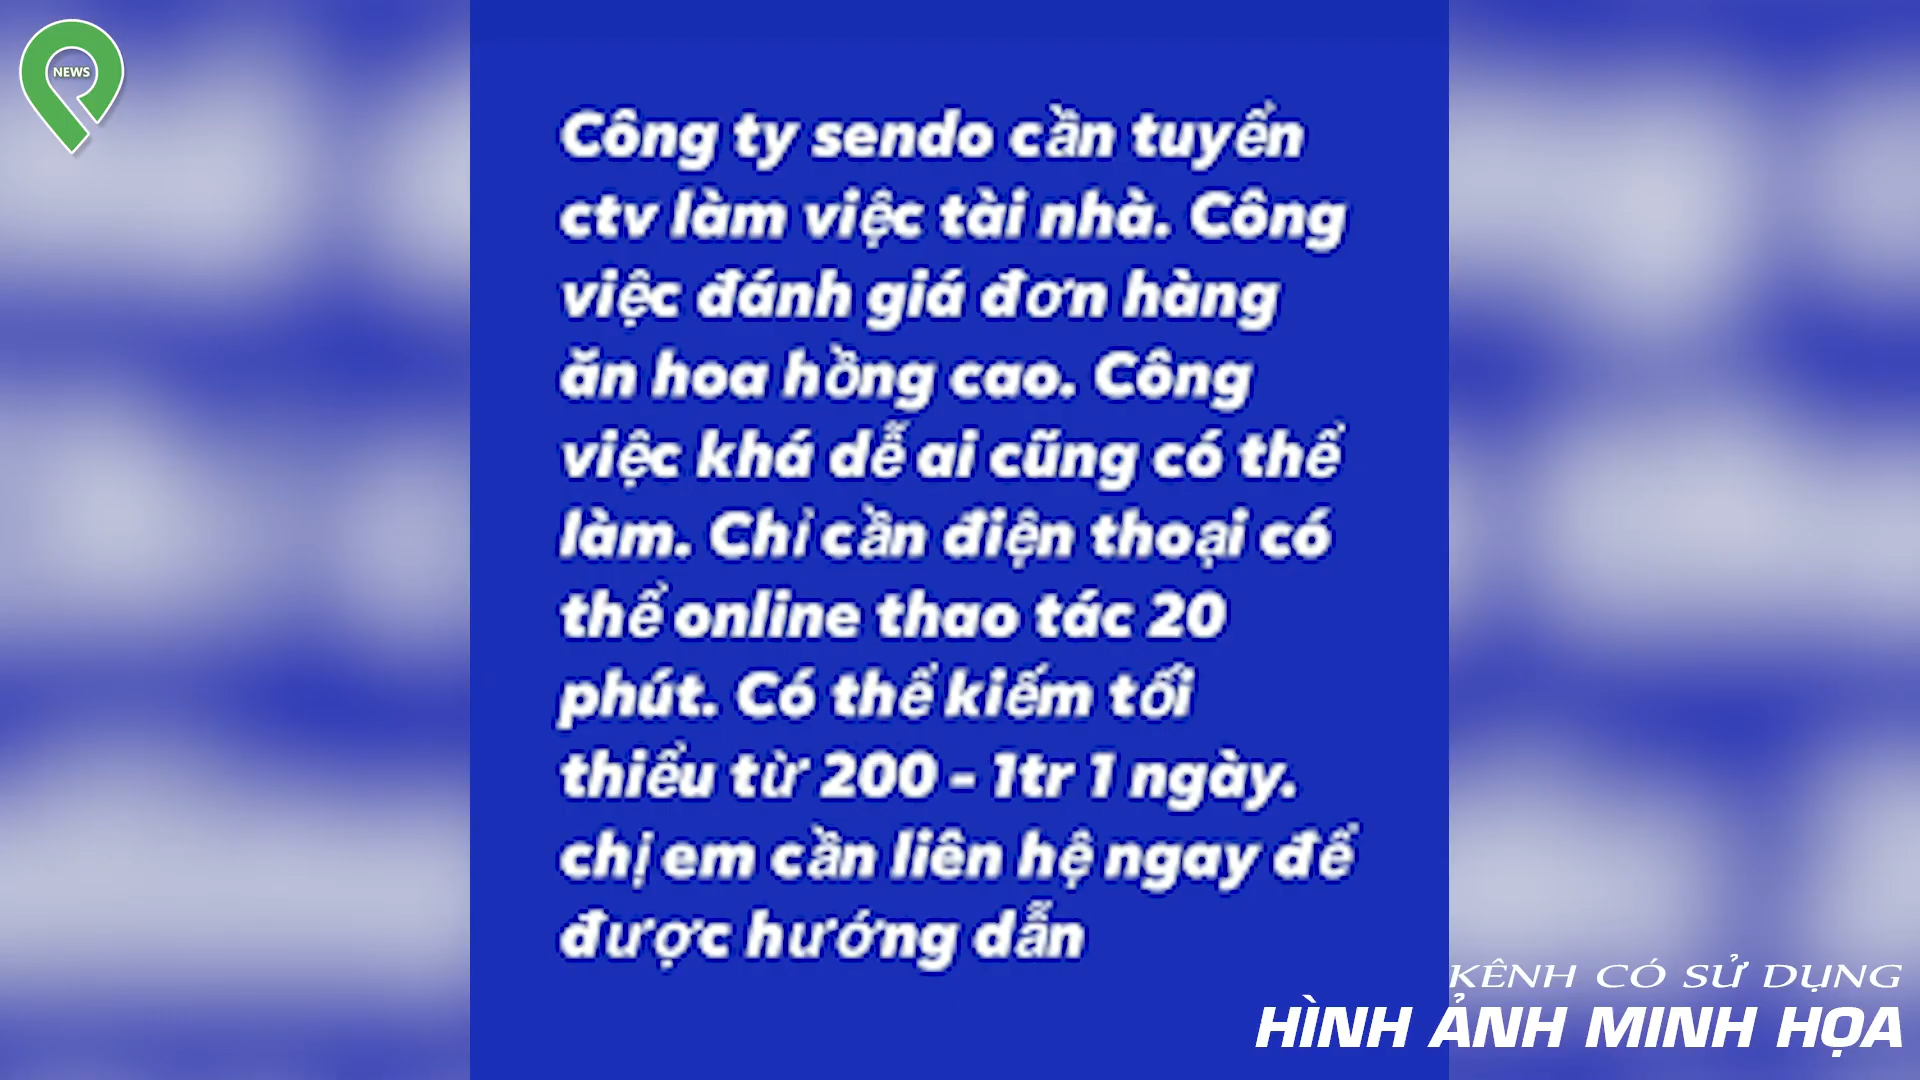 NEWS
Công ty sendo cần tuyển
ctv làm việc tài nhà. Công
việc đánh giá đơn hàng
ăn hoa hồng cao. Công
việc khá dễ ai cũng có thể
làm. Chỉ cần điện thoại có
thể online thao tác 20
phút. Có thể kiếm tối
thiểu từ 200 - 1tr 1 ngày.
chị em cần liên hệ ngay để
được hướng dẫn
KÊNH CÓ SỬ DỤNG
HÌNH ẢNH MINH HỌA